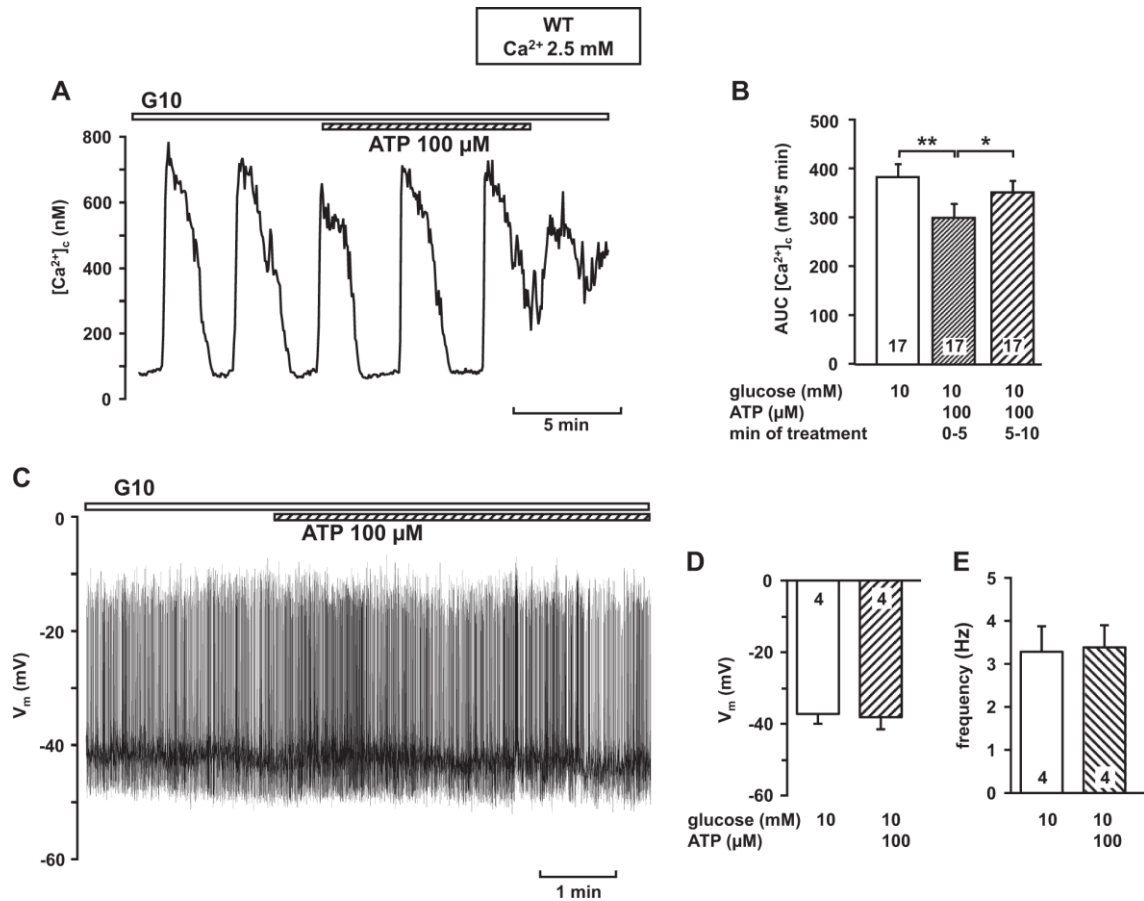 WT
Ca²⁺ 2.5 mM
A
G10
ATP 100 µM
800
600
400
200
0
[Ca²⁺]c (nM)
5 min
B
500
400
300
200
100
0
AUC [Ca²⁺]c (nM*5 min)
** *
17 17 17
glucose (mM) 10 10 10
ATP (µM) 100 100
min of treatment 0-5 5-10
C
G10
ATP 100 µM
0
-20
-40
-60
Vm (mV)
1 min
D
0
-20
-40
-60
Vm (mV)
4 4
glucose (mM) 10 10
ATP (µM) 100
E
5
4
3
2
1
0
frequency (Hz)
4 4
10 10
100